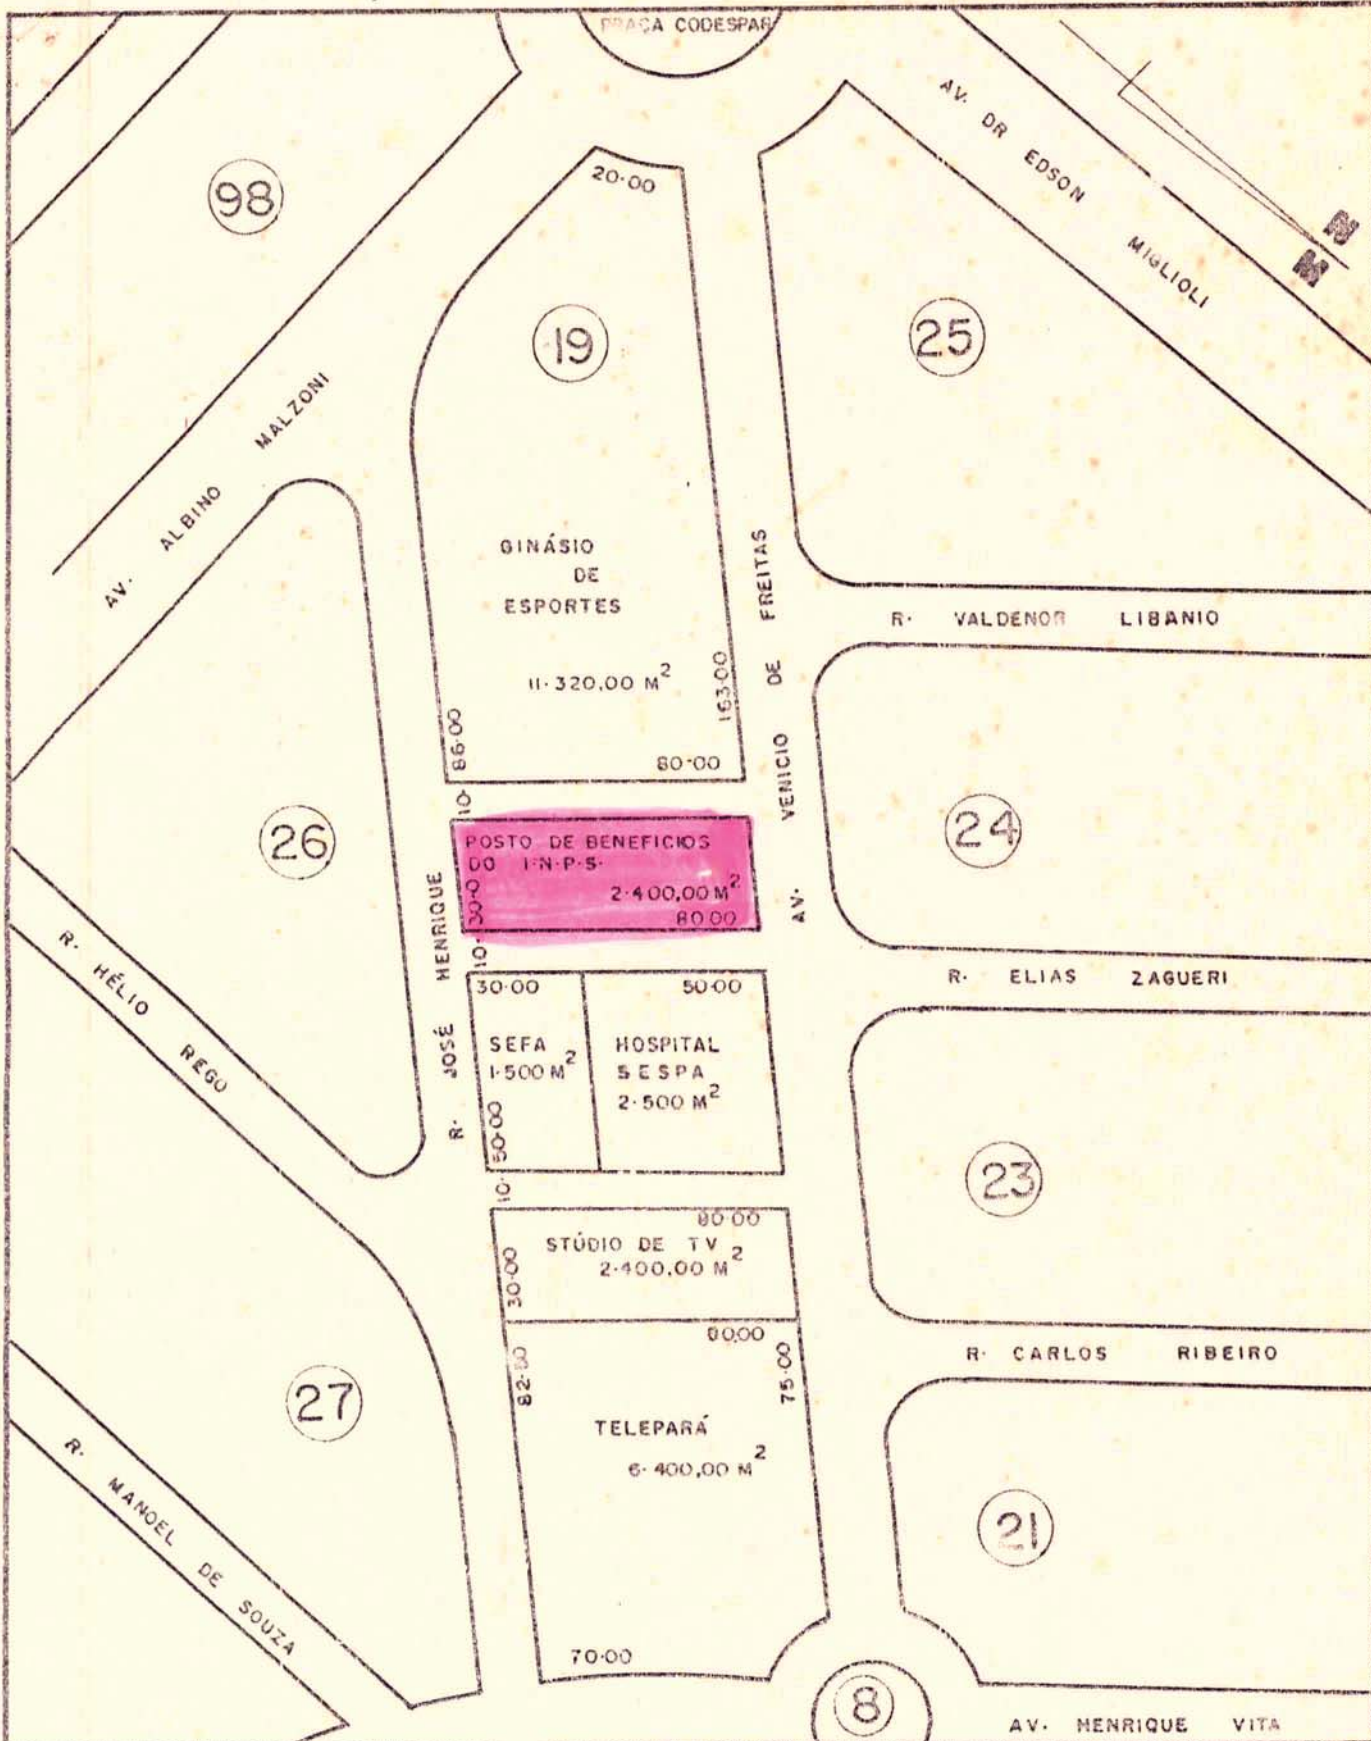 PRAÇA CODESPAR
AV. DR EDSON MIGLIOLI
N
M
98
20·00
19
25
AV. ALBINO MALZONI
GINÁSIO
DE
ESPORTES
11·320,00 M²
86·00
163·00
80·00
AV. VENICIO DE FREITAS
R· VALDENOR LIBANIO
10·
26
POSTO DE BENEFICIOS
DO I·N·P·S·
2·400,00 M²
30·0
80 00
24
R· JOSÉ HENRIQUE
10·
R· HÉLIO REGO
R· ELIAS ZAGUERI
30·00
50·00
SEFA
1·500 M²
50·00
HOSPITAL
SESPA
2·500 M²
23
10·
80·00
STÚDIO DE TV
2·400,00 M²
30·00
80,00
R· CARLOS RIBEIRO
82·50
75·00
27
TELEPARÁ
6·400,00 M²
R· MANOEL DE SOUZA
21
70·00
8
AV· HENRIQUE VITA